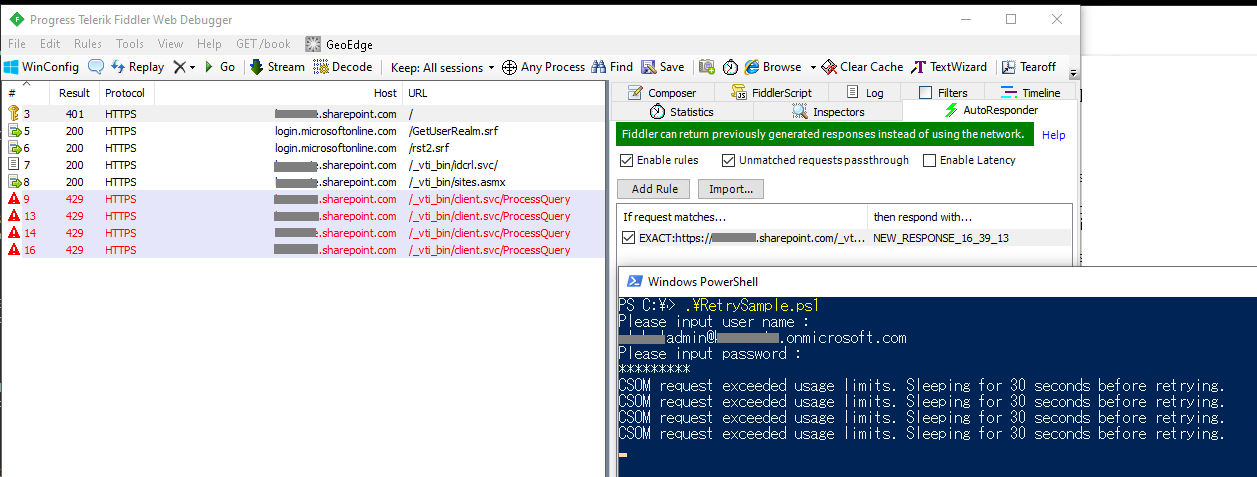 Progress Telerik Fiddler Web Debugger
File Edit Rules Tools View Help GET/book GeoEdge
WinConfig Replay Go Stream Decode Keep: All sessions Any Process Find Save Browse Clear Cache TextWizard Tearoff
# Result Protocol Host URL
3 401 HTTPS .sharepoint.com /
5 200 HTTPS login.microsoftonline.com /GetUserRealm.srf
6 200 HTTPS login.microsoftonline.com /rst2.srf
7 200 HTTPS .sharepoint.com /_vti_bin/idcrl.svc/
8 200 HTTPS .sharepoint.com /_vti_bin/sites.asmx
9 429 HTTPS .sharepoint.com /_vti_bin/client.svc/ProcessQuery
13 429 HTTPS .sharepoint.com /_vti_bin/client.svc/ProcessQuery
14 429 HTTPS .sharepoint.com /_vti_bin/client.svc/ProcessQuery
16 429 HTTPS .sharepoint.com /_vti_bin/client.svc/ProcessQuery
Composer FiddlerScript Log Filters Timeline
Statistics Inspectors AutoResponder
Fiddler can return previously generated responses instead of using the network. Help
Enable rules Unmatched requests passthrough Enable Latency
Add Rule Import...
If request matches... then respond with...
EXACT:https://.sharepoint.com/_vt... NEW_RESPONSE_16_39_13
Windows PowerShell
PS C:¥> .¥RetrySample.ps1
Please input user name :
admin@.onmicrosoft.com
Please input password :
*********
CSOM request exceeded usage limits. Sleeping for 30 seconds before retrying.
CSOM request exceeded usage limits. Sleeping for 30 seconds before retrying.
CSOM request exceeded usage limits. Sleeping for 30 seconds before retrying.
CSOM request exceeded usage limits. Sleeping for 30 seconds before retrying.